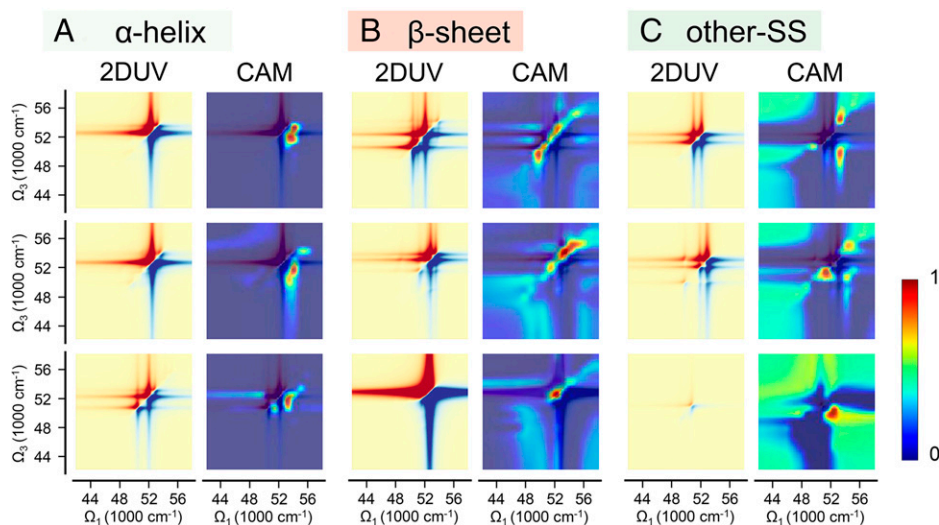 A α-helix B β-sheet C other-SS
2DUV CAM 2DUV CAM 2DUV CAM
56
52
48
44
Ω3 (1000 cm⁻¹)
56
52
48
44
Ω3 (1000 cm⁻¹)
56
52
48
44
Ω3 (1000 cm⁻¹)
1
0
44 48 52 56 44 48 52 56 44 48 52 56 44 48 52 56 44 48 52 56 44 48 52 56
Ω1 (1000 cm⁻¹) Ω1 (1000 cm⁻¹) Ω1 (1000 cm⁻¹) Ω1 (1000 cm⁻¹) Ω1 (1000 cm⁻¹) Ω1 (1000 cm⁻¹)